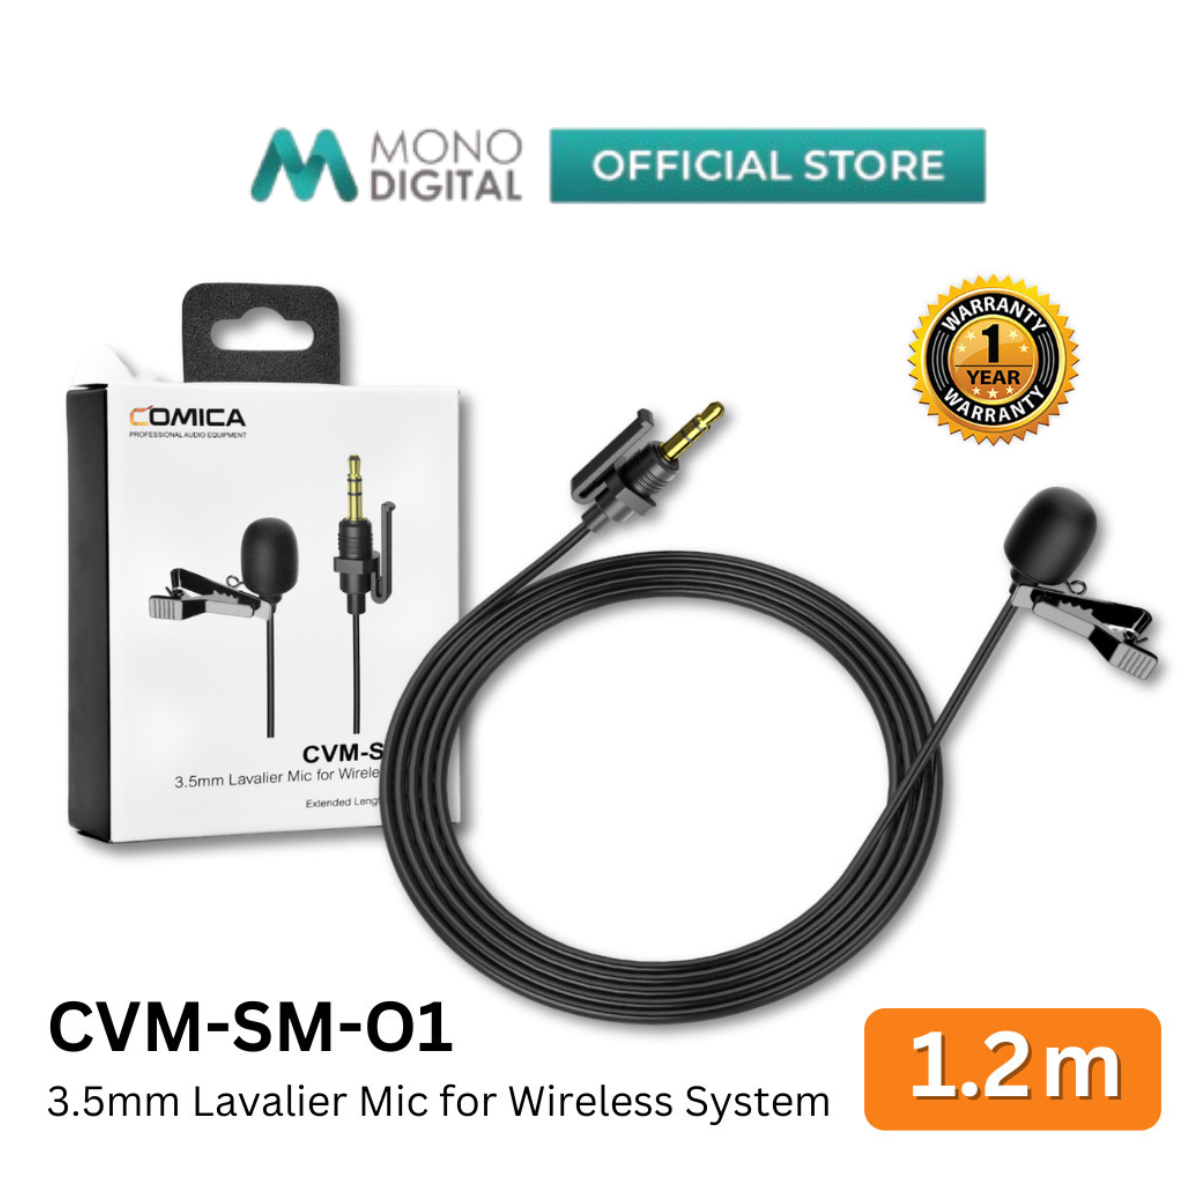 MONO
DIGITAL
OFFICIAL STORE
WARRANTY
1
YEAR
WARRANTY
COMICA
PROFESSIONAL AUDIO EQUIPMENT
CVM-S
3.5mm Lavalier Mic for Wirele
Extended Leng
CVM-SM-01
3.5mm Lavalier Mic for Wireless System
1.2m